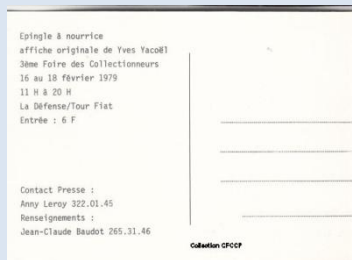 Epingle à nourrice
affiche originale de Yves Yacoël
3ème Foire des Collectionneurs
16 au 18 février 1979
11 H à 20 H
La Défense/Tour Fiat
Entrée : 6 F
Contact Presse :
Anny Leroy 322.01.45
Renseignements :
Jean-Claude Baudot 265.31.46
Collection CFCCP